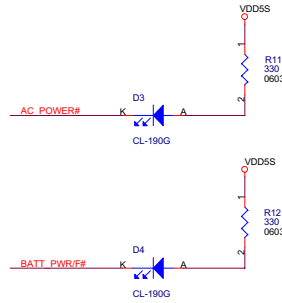 VDD5S
1
R11
330
0603
2
D3
AC_POWER#
K
A
CL-190G
VDD5S
1
R12
330
0603
2
D4
BATT_PWR/F#
K
A
CL-190G